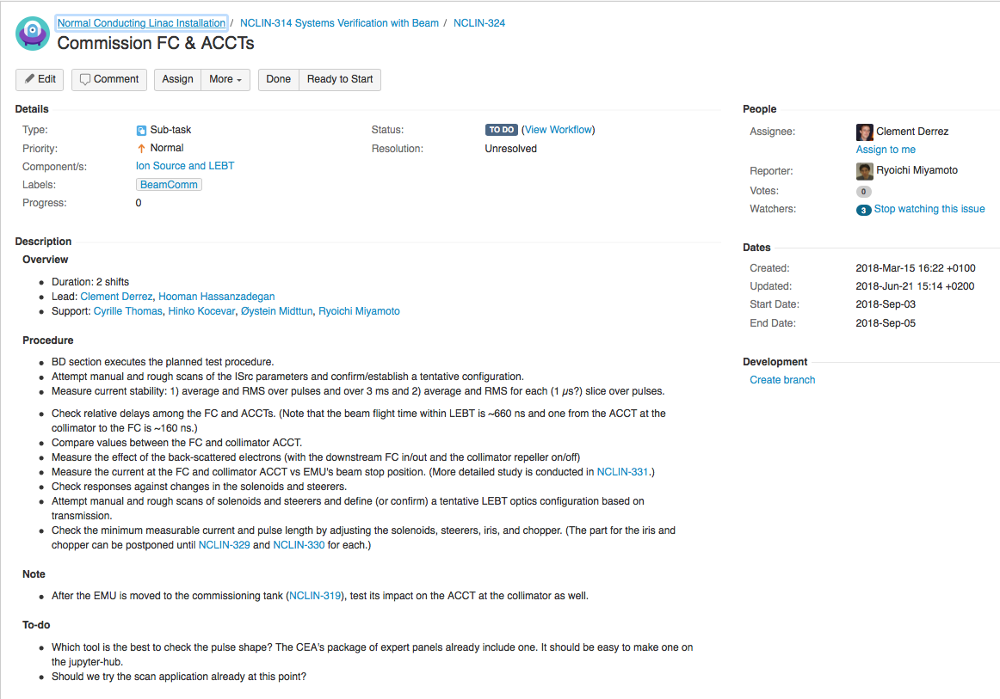 Normal Conducting Linac Installation / NCLIN-314 Systems Verification with Beam / NCLIN-324
Commission FC & ACCTs
Edit Comment Assign More Done Ready to Start
Details
Type: Sub-task
Status: TO DO (View Workflow)
Priority: Normal
Resolution: Unresolved
Component/s: Ion Source and LEBT
Labels: BeamComm
Progress: 0
Description
Overview
• Duration: 2 shifts
• Lead: Clement Derrez, Hooman Hassanzadegan
• Support: Cyrille Thomas, Hinko Kocevar, Øystein Midttun, Ryoichi Miyamoto
Procedure
• BD section executes the planned test procedure.
• Attempt manual and rough scans of the ISrc parameters and confirm/establish a tentative configuration.
• Measure current stability: 1) average and RMS over pulses and over 3 ms and 2) average and RMS for each (1 µs?) slice over pulses.
• Check relative delays among the FC and ACCTs. (Note that the beam flight time within LEBT is ~660 ns and one from the ACCT at the
collimator to the FC is ~160 ns.)
• Compare values between the FC and collimator ACCT.
• Measure the effect of the back-scattered electrons (with the downstream FC in/out and the collimator repeller on/off)
• Measure the current at the FC and collimator ACCT vs EMU's beam stop position. (More detailed study is conducted in NCLIN-331.)
• Check responses against changes in the solenoids and steerers.
• Attempt manual and rough scans of solenoids and steerers and define (or confirm) a tentative LEBT optics configuration based on
transmission.
• Check the minimum measurable current and pulse length by adjusting the solenoids, steerers, iris, and chopper. (The part for the iris and
chopper can be postponed until NCLIN-329 and NCLIN-330 for each.)
Note
• After the EMU is moved to the commissioning tank (NCLIN-319), test its impact on the ACCT at the collimator as well.
To-do
• Which tool is the best to check the pulse shape? The CEA's package of expert panels already include one. It should be easy to make one on
the jupyter-hub.
• Should we try the scan application already at this point?
People
Assignee: Clement Derrez
Assign to me
Reporter: Ryoichi Miyamoto
Votes: 0
Watchers: 3 Stop watching this issue
Dates
Created: 2018-Mar-15 16:22 +0100
Updated: 2018-Jun-21 15:14 +0200
Start Date: 2018-Sep-03
End Date: 2018-Sep-05
Development
Create branch